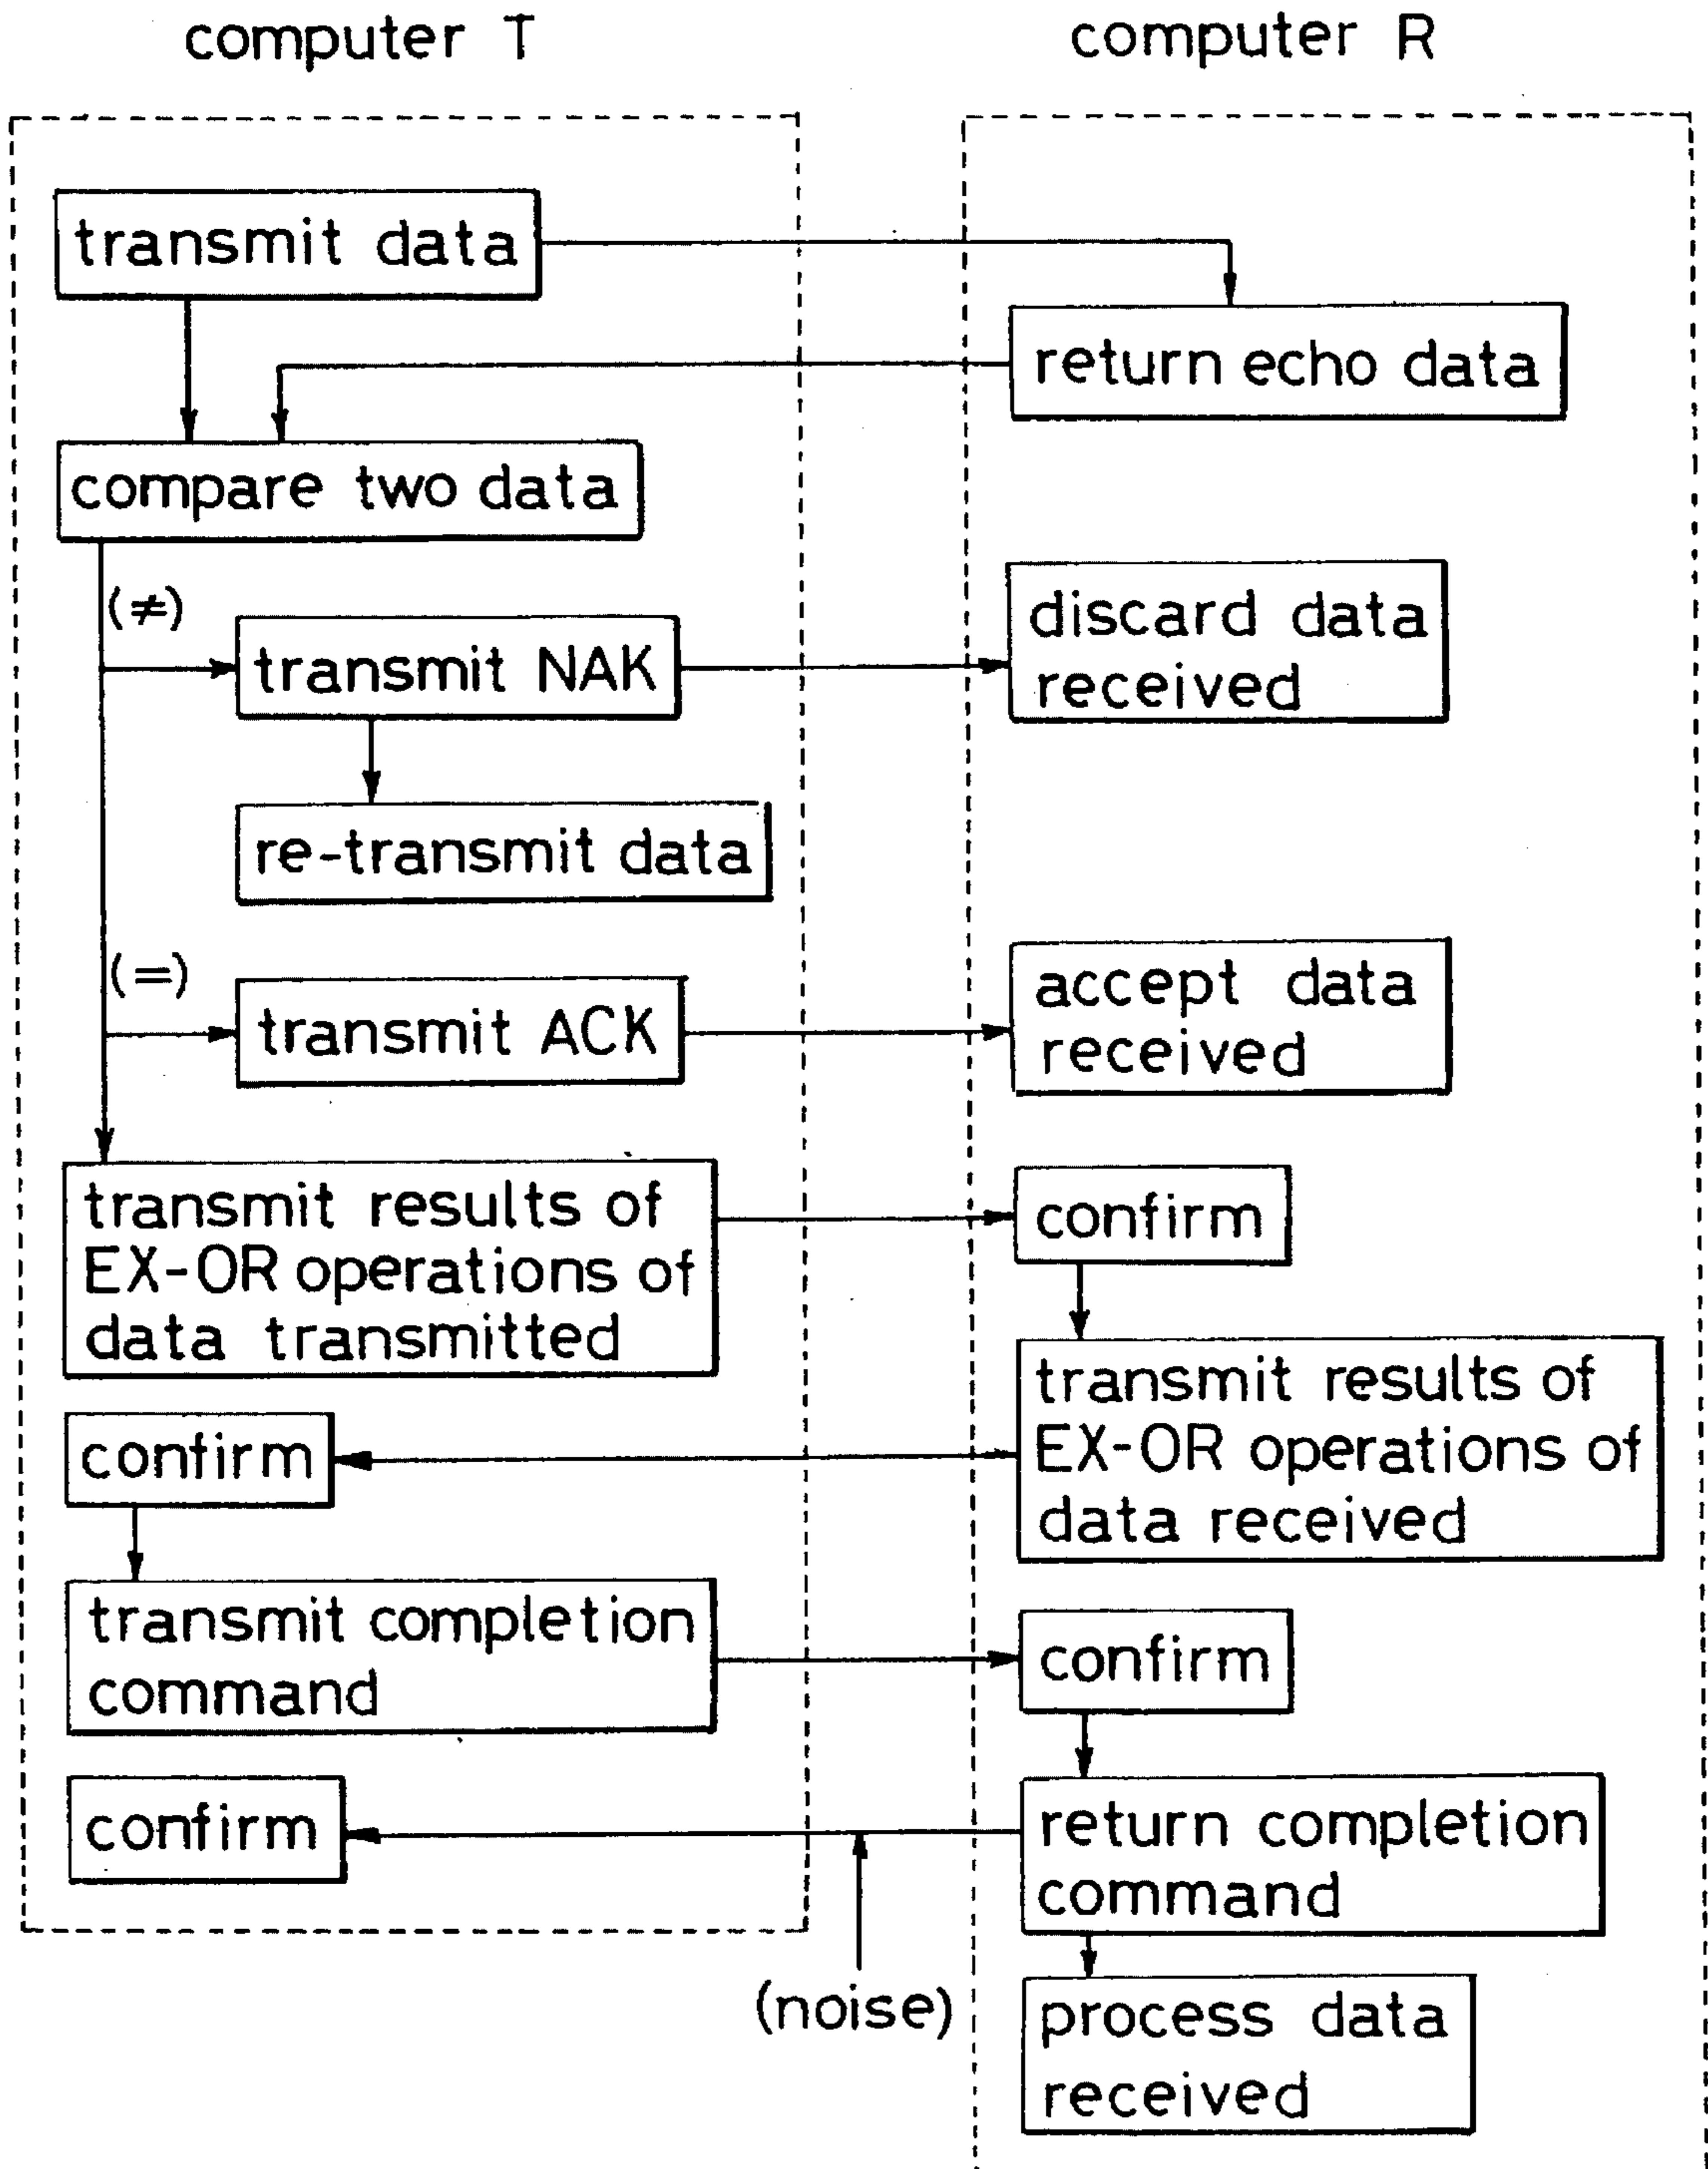 computer T
computer R
transmit data
return echo data
compare two data
(≠)
transmit NAK
discard data
received
re-transmit data
(=)
transmit ACK
accept data
received
transmit results of
EX-OR operations of
data transmitted
confirm
transmit results of
EX-OR operations of
data received
confirm
transmit completion
command
confirm
return completion
command
confirm
(noise)
process data
received